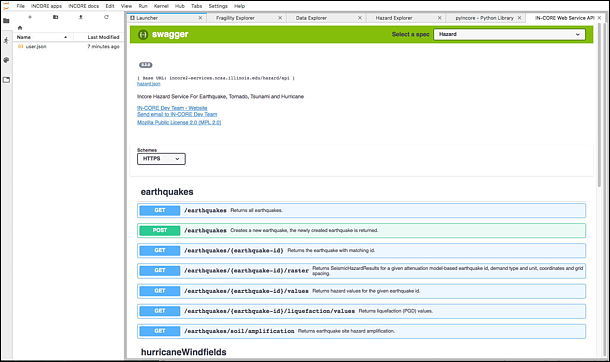 File INCORE apps INCORE docs Edit View Run Kernel Hub Tabs Settings Help
Launcher Fragility Explorer Data Explorer Hazard Explorer pyincore - Python Library IN-CORE Web Service API
Name Last Modified
user.json 7 minutes ago
swagger Select a spec Hazard
[ Base URL: incore2-services.ncsa.illinois.edu/hazard/api ]
hazard.json
Incore Hazard Service For Earthquake, Tornado, Tsunami and Hurricane
IN-CORE Dev Team - Website
Send email to IN-CORE Dev Team
Mozilla Public License 2.0 (MPL 2.0)
Schemes
HTTPS
earthquakes
GET /earthquakes Returns all earthquakes.
POST /earthquakes Creates a new earthquake, the newly created earthquake is returned.
GET /earthquakes/{earthquake-id} Returns the earthquake with matching id.
GET /earthquakes/{earthquake-id}/raster Returns SeismicHazardResults for a given attenuation model-based earthquake id, demand type and unit, coordinates and grid
spacing.
GET /earthquakes/{earthquake-id}/values Returns hazard values for the given earthquake id.
GET /earthquakes/{earthquake-id}/liquefaction/values Returns liquefaction (PGD) values.
GET /earthquakes/soil/amplification Returns earthquake site hazard amplification.
hurricaneWindfields